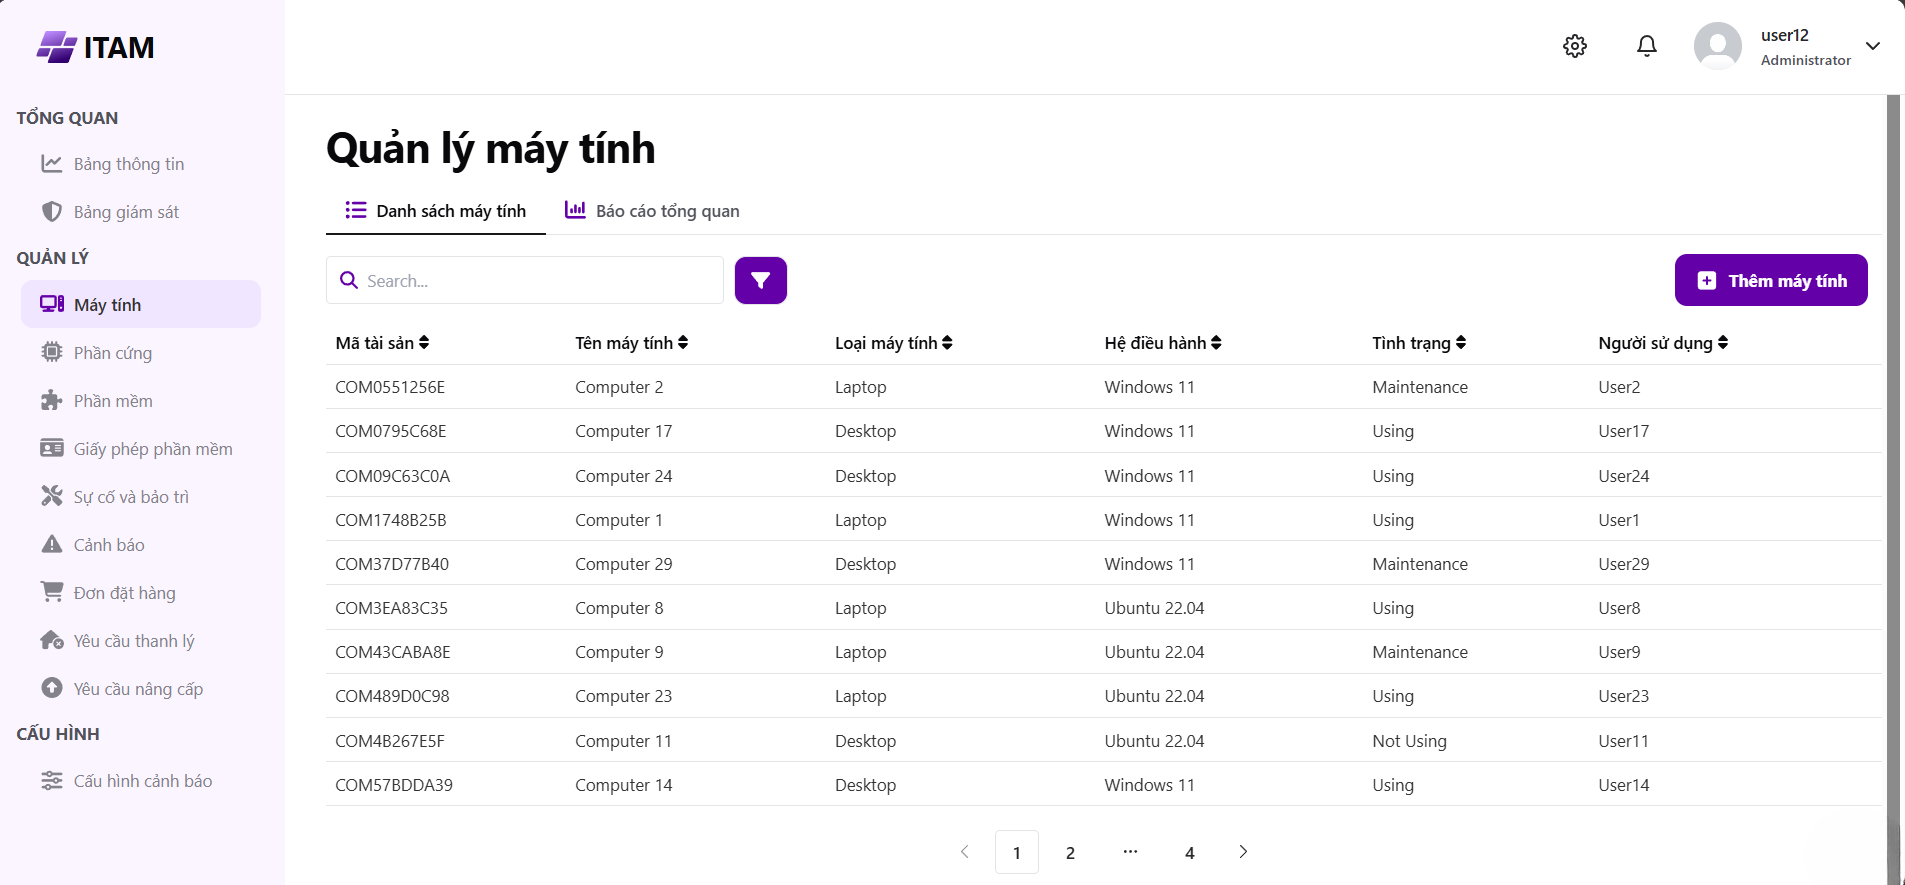 ITAM
user12
Administrator
TỔNG QUAN
Bảng thông tin
Bảng giám sát
QUẢN LÝ
Máy tính
Phần cứng
Phần mềm
Giấy phép phần mềm
Sự cố và bảo trì
Cảnh báo
Đơn đặt hàng
Yêu cầu thanh lý
Yêu cầu nâng cấp
CẤU HÌNH
Cấu hình cảnh báo
Quản lý máy tính
Danh sách máy tính Báo cáo tổng quan
Search... Thêm máy tính
Mã tài sản Tên máy tính Loại máy tính Hệ điều hành Tình trạng Người sử dụng
COM0551256E Computer 2 Laptop Windows 11 Maintenance User2
COM0795C68E Computer 17 Desktop Windows 11 Using User17
COM09C63C0A Computer 24 Desktop Windows 11 Using User24
COM1748B25B Computer 1 Laptop Windows 11 Using User1
COM37D77B40 Computer 29 Desktop Windows 11 Maintenance User29
COM3EA83C35 Computer 8 Laptop Ubuntu 22.04 Using User8
COM43CABA8E Computer 9 Laptop Ubuntu 22.04 Maintenance User9
COM489D0C98 Computer 23 Laptop Ubuntu 22.04 Using User23
COM4B267E5F Computer 11 Desktop Ubuntu 22.04 Not Using User11
COM57BDDA39 Computer 14 Desktop Windows 11 Using User14
1 2 ... 4